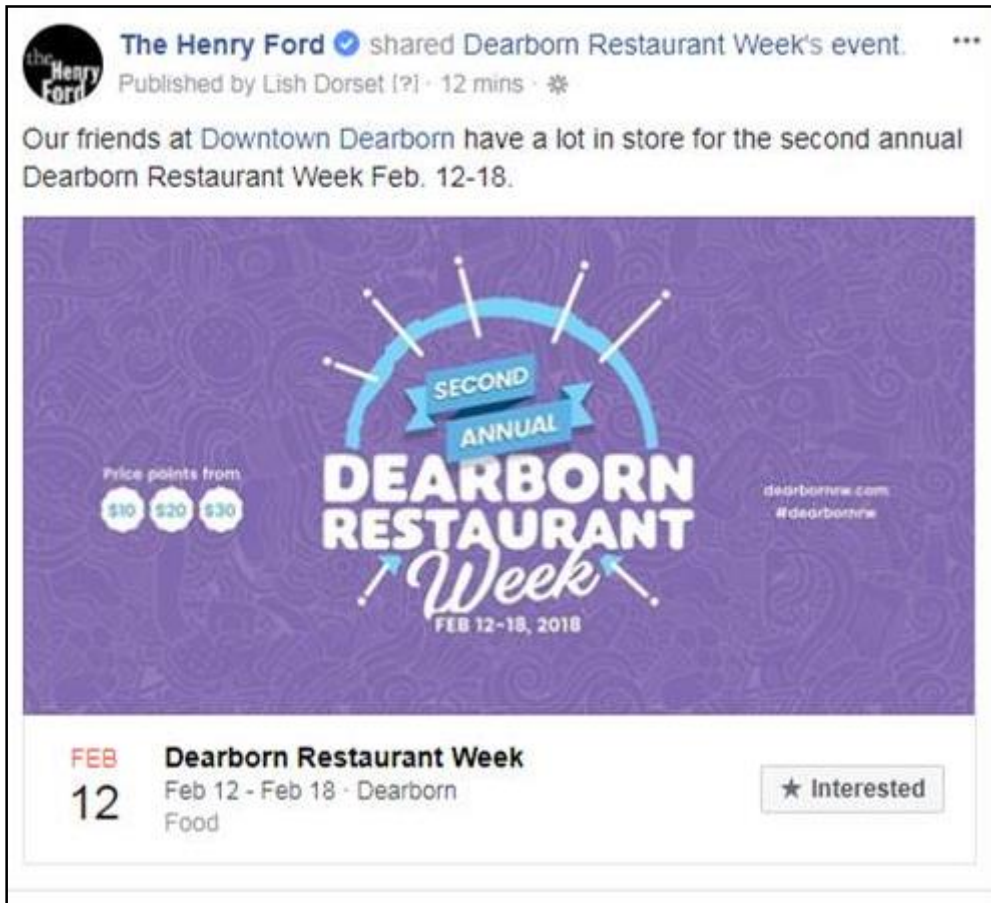 the
Henry
Ford
The Henry Ford shared Dearborn Restaurant Week's event.
Published by Lish Dorset [?] · 12 mins ·
Our friends at Downtown Dearborn have a lot in store for the second annual
Dearborn Restaurant Week Feb. 12-18.
SECOND
ANNUAL
DEARBORN
RESTAURANT
Week
FEB 12-18, 2018
Price points from
$10 $20 $30
dearbornrw.com
#dearbornrw
FEB
12
Dearborn Restaurant Week
Feb 12 - Feb 18 · Dearborn
Food
★ Interested